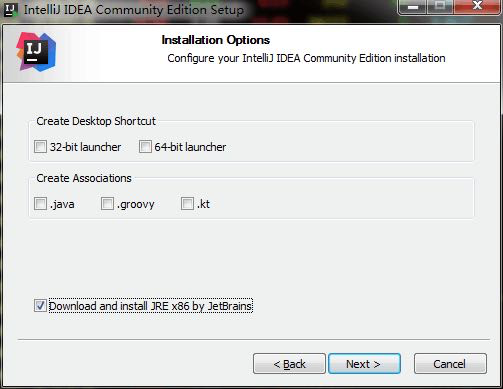 IJ IntelliJ IDEA Community Edition Setup
IJ
Installation Options
Configure your IntelliJ IDEA Community Edition installation
Create Desktop Shortcut
32-bit launcher 64-bit launcher
Create Associations
.java .groovy .kt
Download and install JRE x86 by JetBrains
< Back Next > Cancel